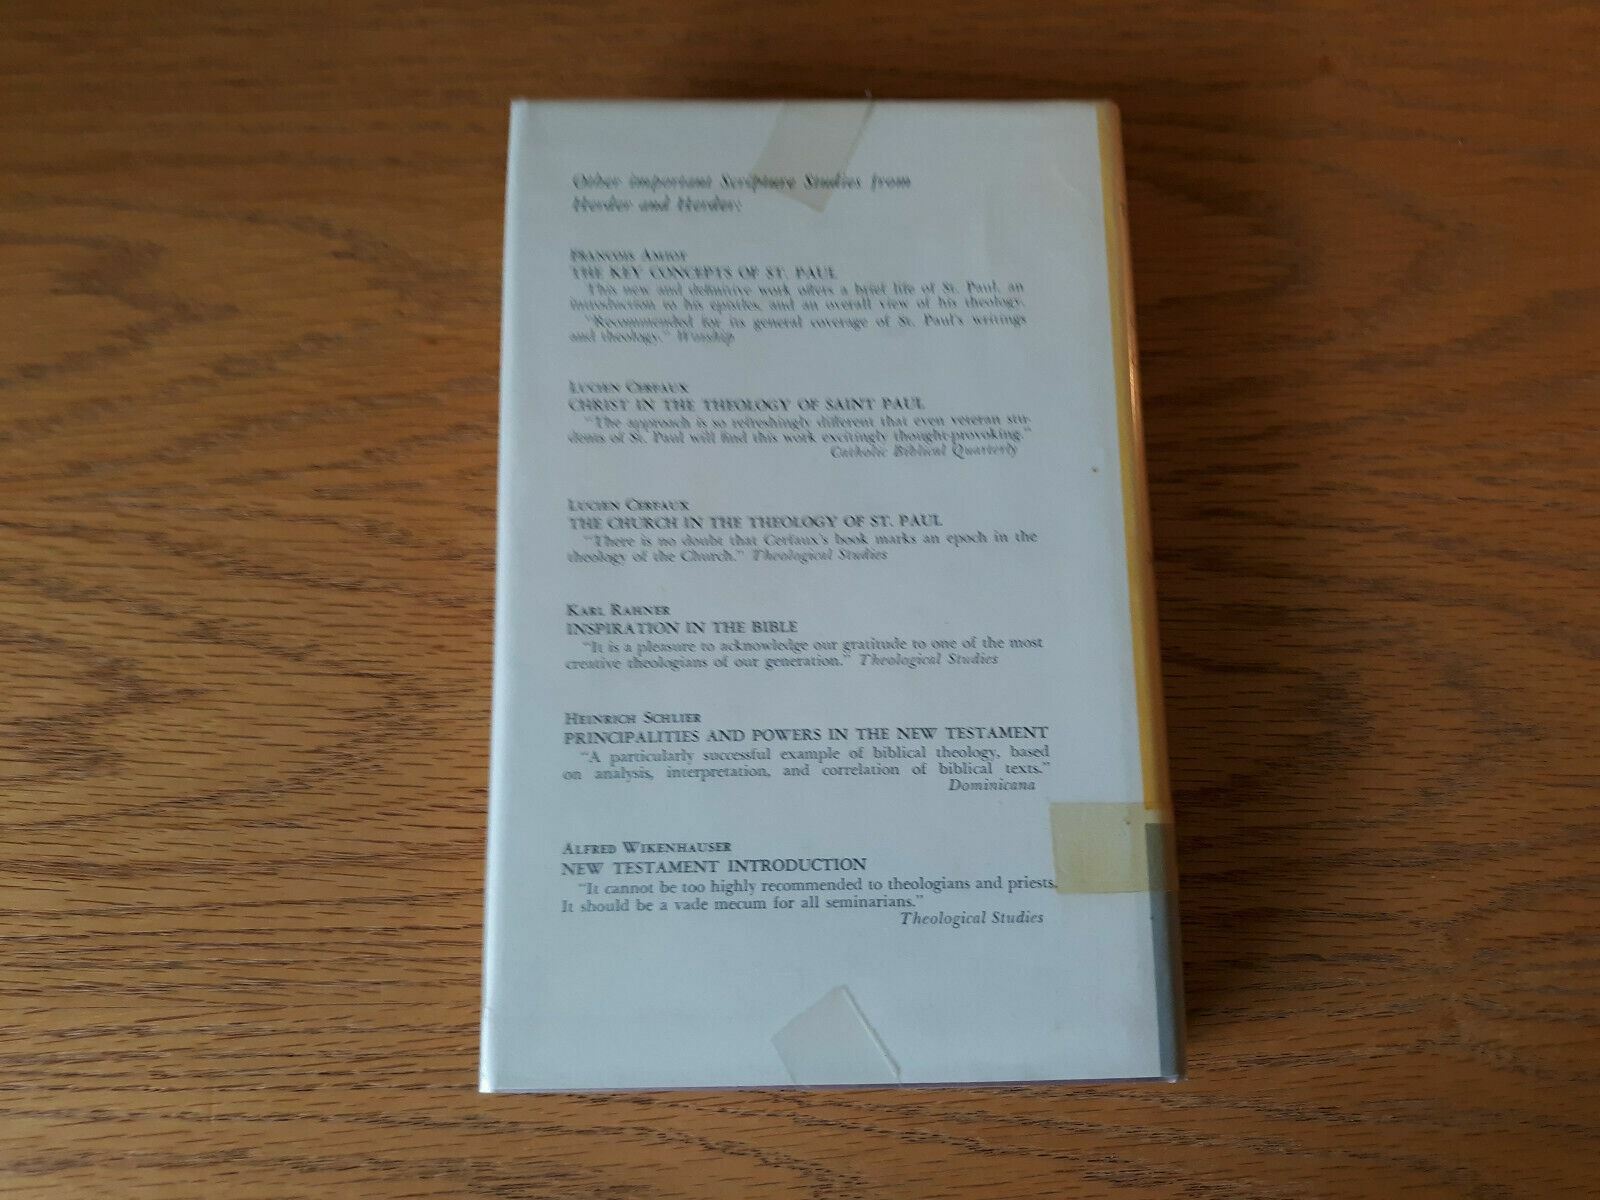 Other important Scripture Studies from
Herder and Herder:
FRANCOIS AMIOT
THE KEY CONCEPTS OF ST. PAUL
This new and definitive work offers a brief life of St. Paul, an
introduction to his epistles, and an overall view of his theology.
"Recommended for its general coverage of St. Paul's writings
and theology." Worship
LUCIEN CERFAUX
CHRIST IN THE THEOLOGY OF SAINT PAUL
"The approach is so refreshingly different that even veteran stu-
dents of St. Paul will find this work excitingly thought-provoking."
Catholic Biblical Quarterly
LUCIEN CERFAUX
THE CHURCH IN THE THEOLOGY OF ST. PAUL
"There is no doubt that Cerfaux's book marks an epoch in the
theology of the Church." Theological Studies
KARL RAHNER
INSPIRATION IN THE BIBLE
"It is a pleasure to acknowledge our gratitude to one of the most
creative theologians of our generation." Theological Studies
HEINRICH SCHLIER
PRINCIPALITIES AND POWERS IN THE NEW TESTAMENT
"A particularly successful example of biblical theology, based
on analysis, interpretation, and correlation of biblical texts."
Dominicana
ALFRED WIKENHAUSER
NEW TESTAMENT INTRODUCTION
"It cannot be too highly recommended to theologians and priests.
It should be a vade mecum for all seminarians."
Theological Studies